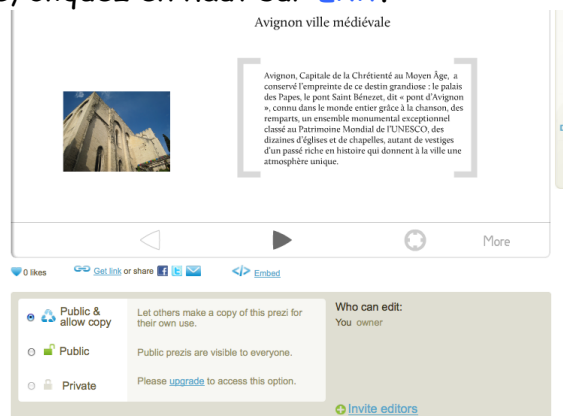 cliquez en haut sur
Avignon ville médiévale
Avignon, Capitale de la Chrétienté au Moyen Âge, a
conservé l'empreinte de ce destin grandiose : le palais
des Papes, le pont Saint Bénezet, dit « pont d'Avignon
», connu dans le monde entier grâce à la chanson, des
remparts, un ensemble monumental exceptionnel
classé au Patrimoine Mondial de l'UNESCO, des
dizaines d'églises et de chapelles, autant de vestiges
d'un passé riche en histoire qui donnent à la ville une
atmosphère unique.
More
0 likes Get link or share Embed
Public & allow copy
Let others make a copy of this prezi for
their own use.
Public
Public prezis are visible to everyone.
Private
Please upgrade to access this option.
Who can edit:
You owner
Invite editors